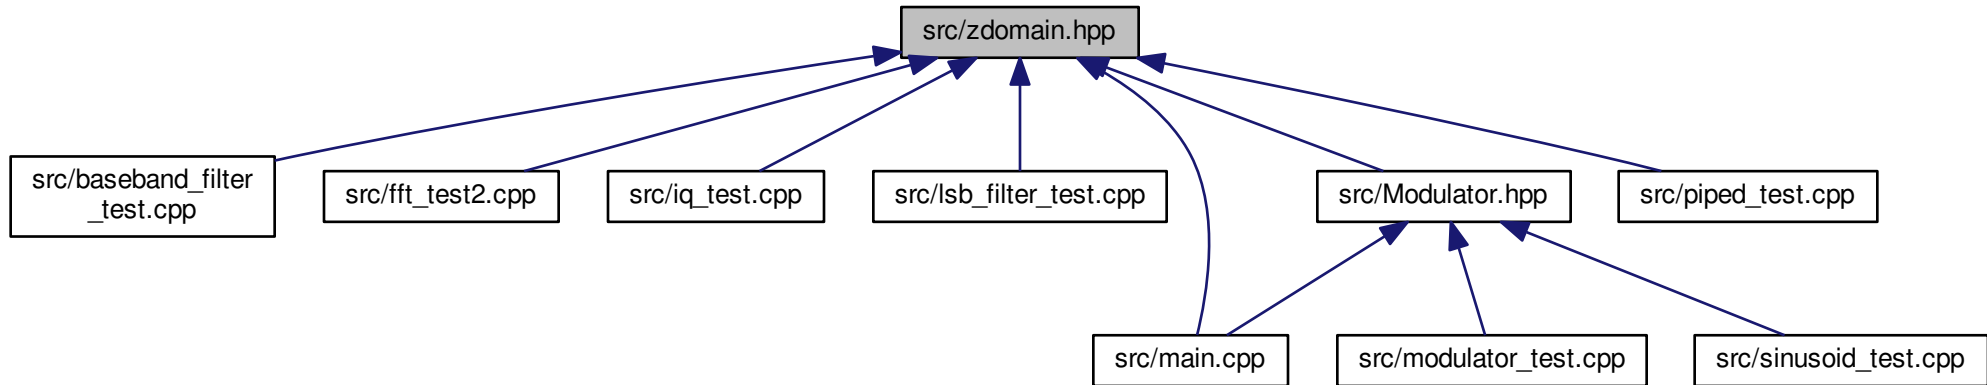 src/zdomain.hpp
src/baseband_filter
_test.cpp
src/fft_test2.cpp
src/iq_test.cpp
src/lsb_filter_test.cpp
src/Modulator.hpp
src/piped_test.cpp
src/main.cpp
src/modulator_test.cpp
src/sinusoid_test.cpp